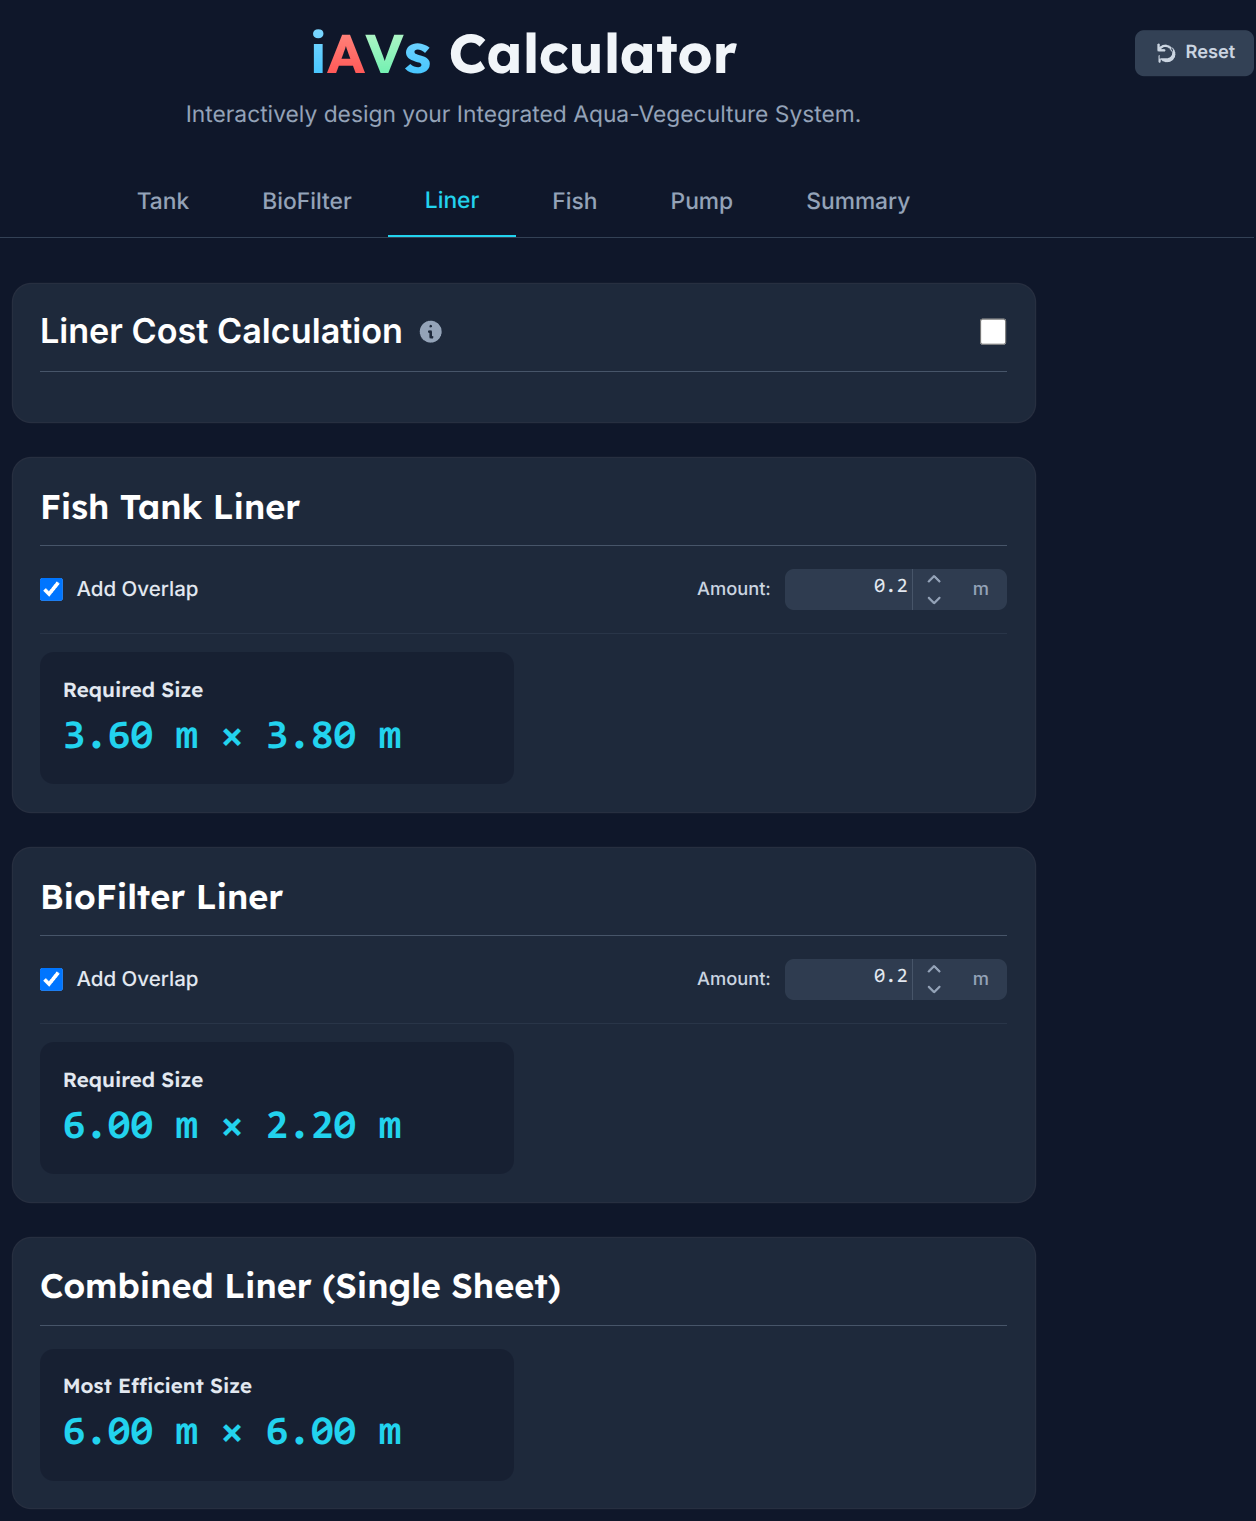 iAVs Calculator
Reset
Interactively design your Integrated Aqua-Vegeculture System.
Tank BioFilter Liner Fish Pump Summary
Liner Cost Calculation
Fish Tank Liner
Add Overlap Amount: 0.2 m
Required Size
3.60 m × 3.80 m
BioFilter Liner
Add Overlap Amount: 0.2 m
Required Size
6.00 m × 2.20 m
Combined Liner (Single Sheet)
Most Efficient Size
6.00 m × 6.00 m